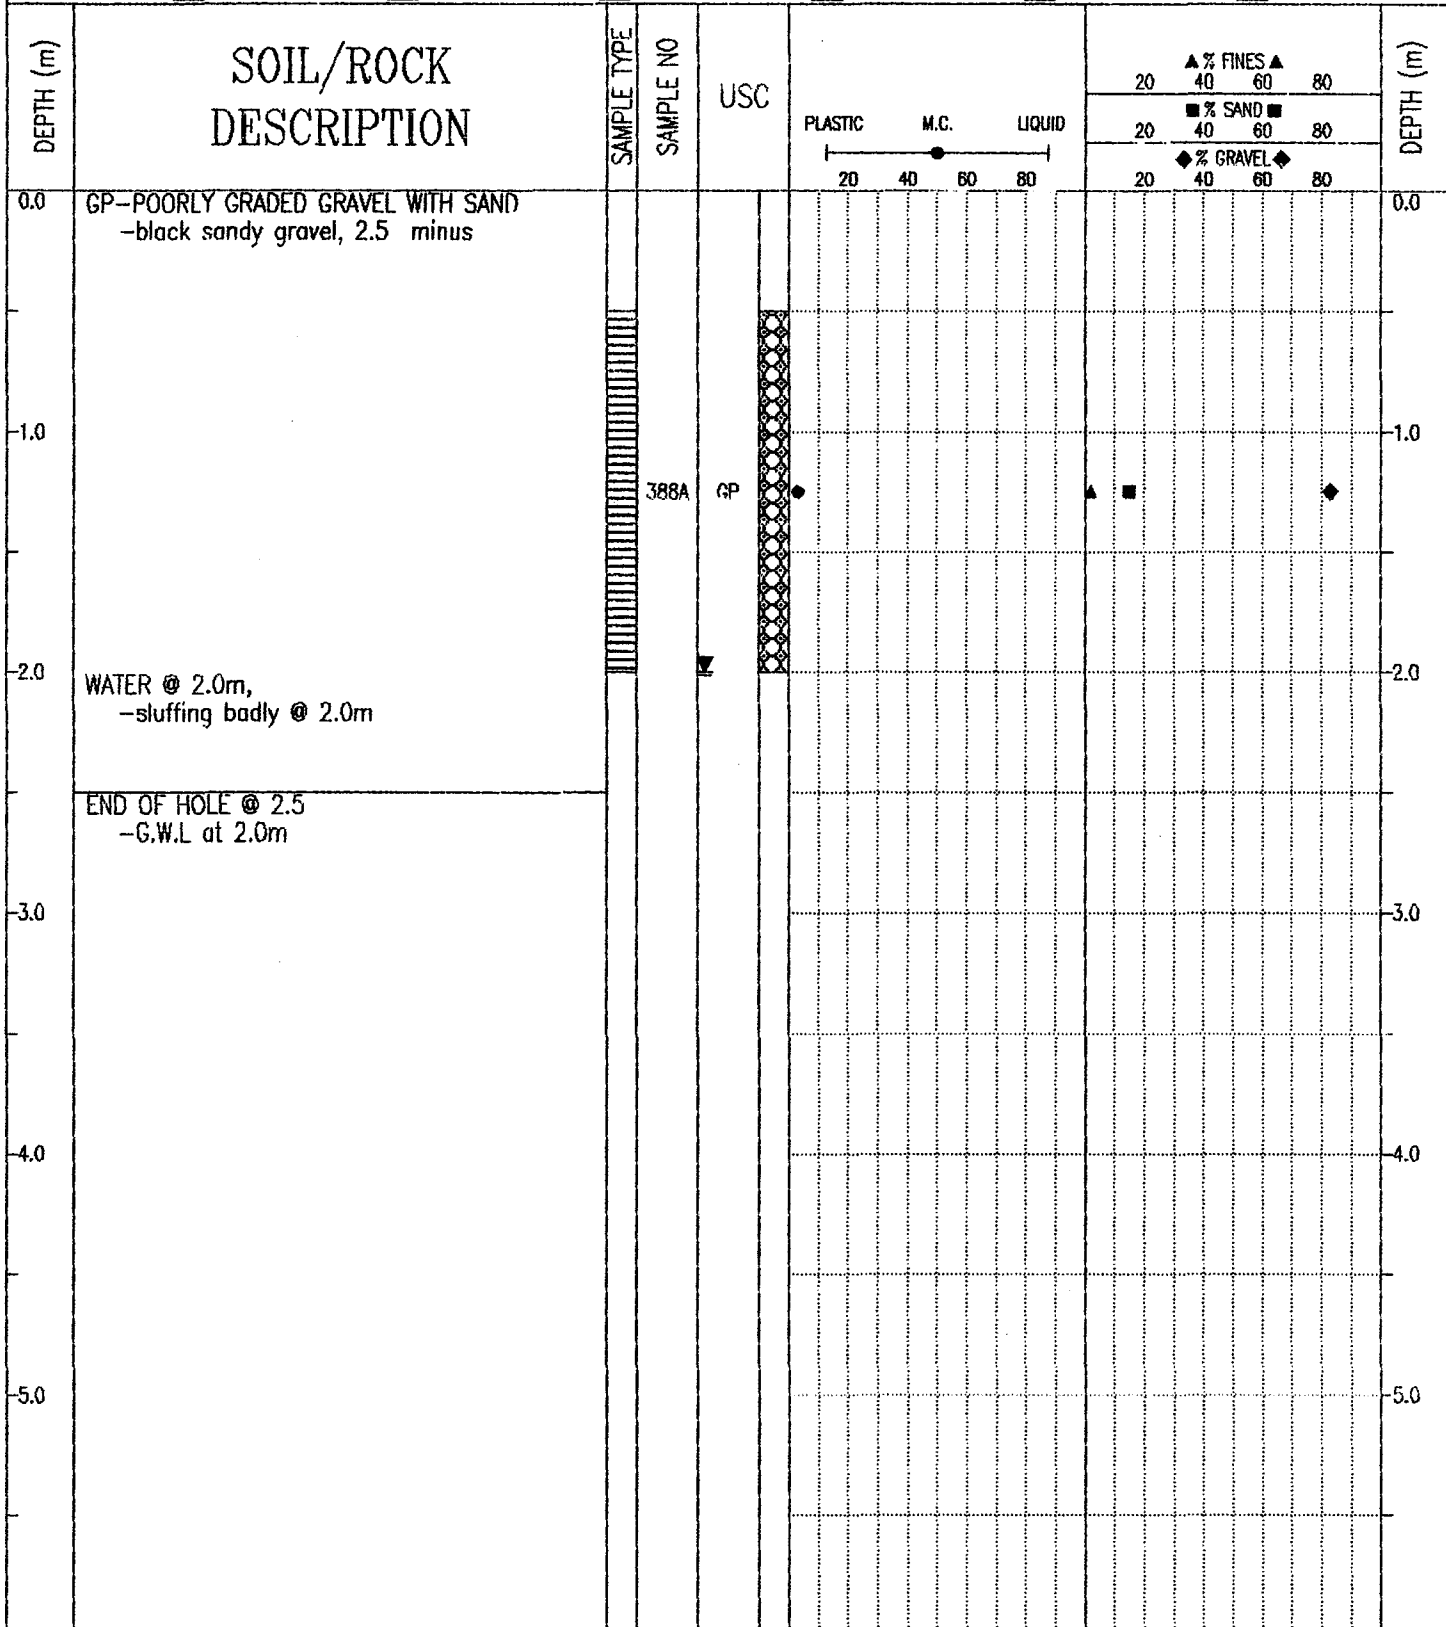 DEPTH (m)
SOIL/ROCK
DESCRIPTION
SAMPLE TYPE
SAMPLE NO
USC
PLASTIC M.C. LIQUID
20 40 60 80
▲ % FINES ▲
20 40 60 80
■ % SAND ■
20 40 60 80
◆ % GRAVEL ◆
20 40 60 80
DEPTH (m)
0.0 GP-POORLY GRADED GRAVEL WITH SAND 0.0
-black sandy gravel, 2.5 minus
1.0 1.0
388A GP
2.0 2.0
WATER @ 2.0m,
-sluffing badly @ 2.0m
END OF HOLE @ 2.5
-G.W.L at 2.0m
3.0 3.0
4.0 4.0
5.0 5.0